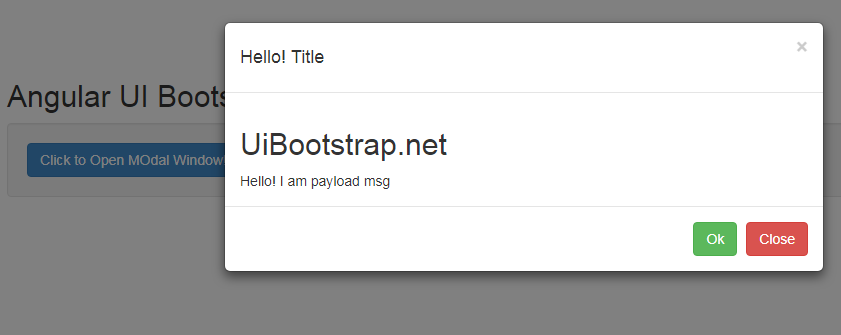 Hello! Title
×
Angular UI Boots
Click to Open MOdal Window!
UiBootstrap.net
Hello! I am payload msg
Ok
Close